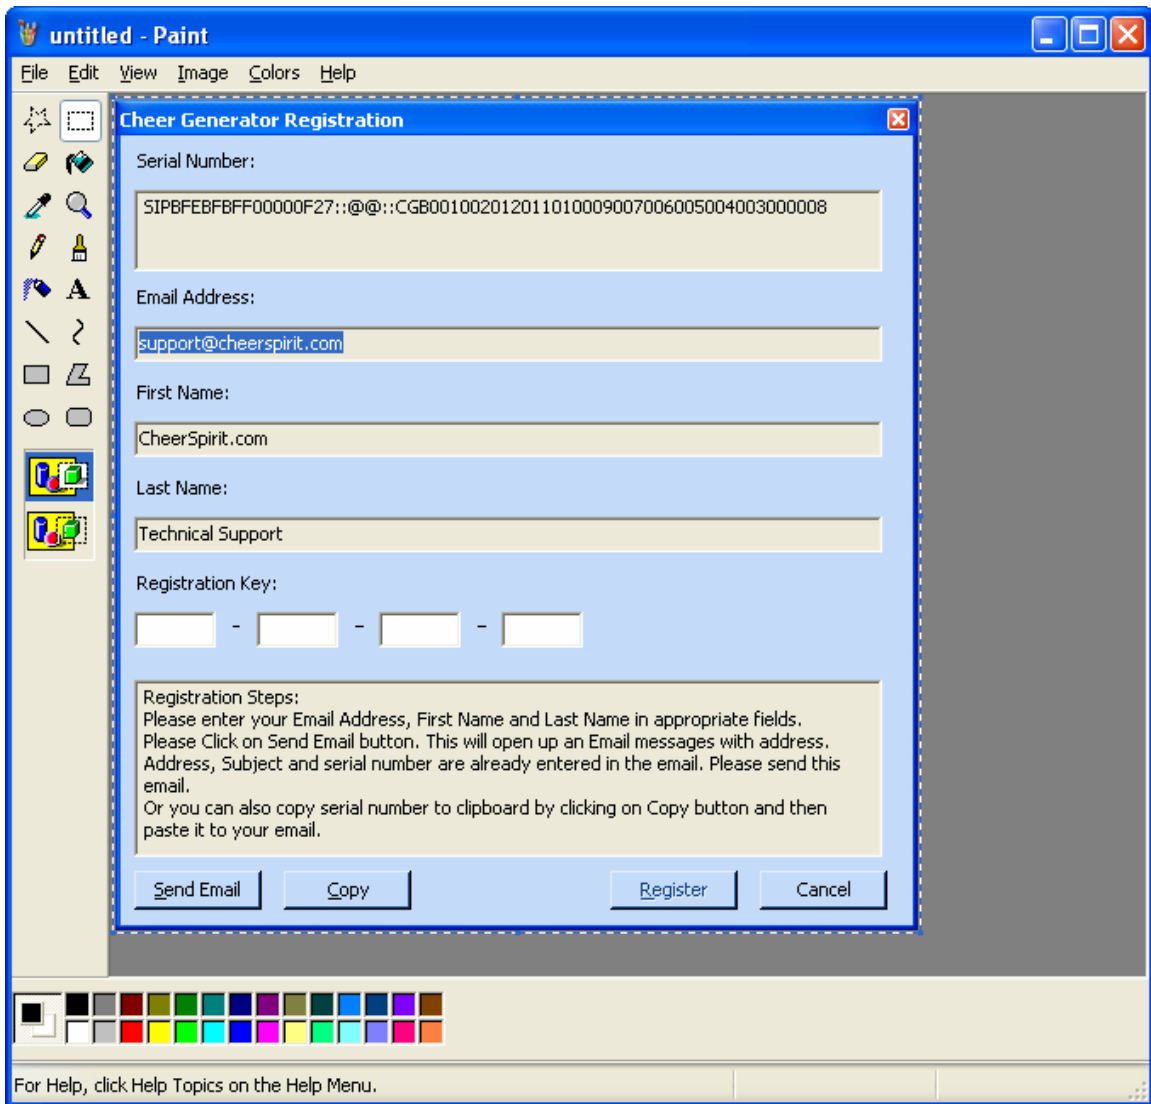 untitled - Paint
File Edit View Image Colors Help
Cheer Generator Registration
Serial Number:
SIPBFEBFBFF00000F27::@@::CGB001002012011010009007006005004003000008
Email Address:
support@cheerspirit.com
First Name:
CheerSpirit.com
Last Name:
Technical Support
Registration Key:
- - -
Registration Steps:
Please enter your Email Address, First Name and Last Name in appropriate fields.
Please Click on Send Email button. This will open up an Email messages with address.
Address, Subject and serial number are already entered in the email. Please send this
email.
Or you can also copy serial number to clipboard by clicking on Copy button and then
paste it to your email.
Send Email Copy Register Cancel
For Help, click Help Topics on the Help Menu.